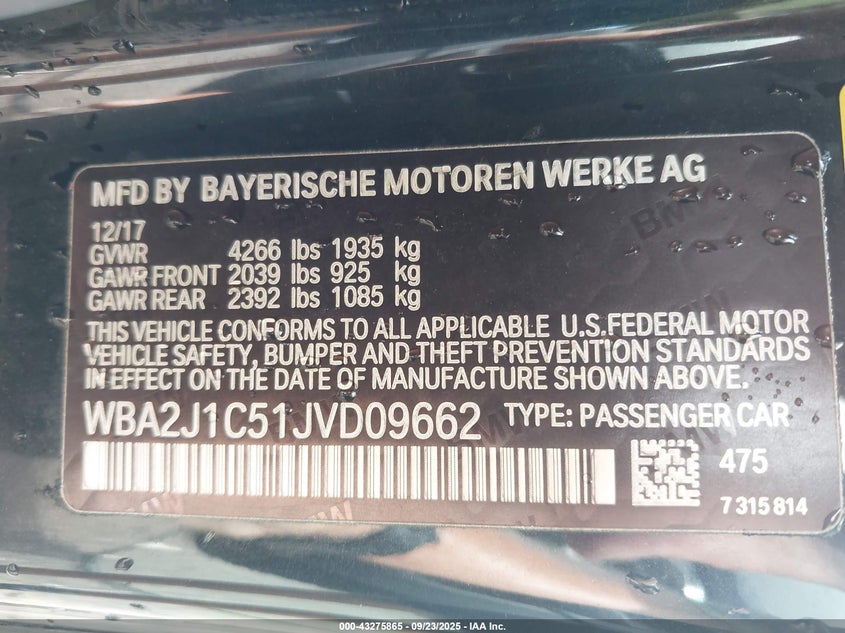 MFD BY BAYERISCHE MOTOREN WERKE AG
12/17
GVWR 4266 lbs 1935 kg
GAWR FRONT 2039 lbs 925 kg
GAWR REAR 2392 lbs 1085 kg
THIS VEHICLE CONFORMS TO ALL APPLICABLE U.S.FEDERAL MOTOR
VEHICLE SAFETY, BUMPER AND THEFT PREVENTION STANDARDS
IN EFFECT ON THE DATE OF MANUFACTURE SHOWN ABOVE.
WBA2J1C51JVD09662 TYPE: PASSENGER CAR
475
7 315 814
000-43275865 - 09/23/2025 - IAA Inc.